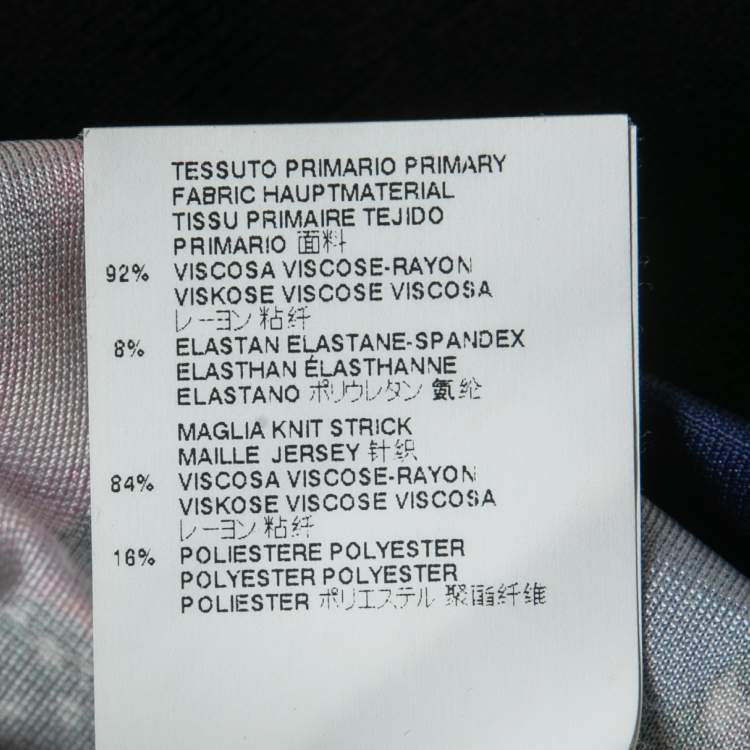 TESSUTO PRIMARIO PRIMARY
FABRIC HAUPTMATERIAL
TISSU PRIMAIRE TEJIDO
PRIMARIO 面料
92% VISCOSA VISCOSE-RAYON
VISKOSE VISCOSE VISCOSA
レーヨン 粘纤
8% ELASTAN ELASTANE-SPANDEX
ELASTHAN ÉLASTHANNE
ELASTANO ポリウレタン 氨纶
MAGLIA KNIT STRICK
MAILLE JERSEY 针织
84% VISCOSA VISCOSE-RAYON
VISKOSE VISCOSE VISCOSA
レーヨン 粘纤
16% POLIESTERE POLYESTER
POLYESTER POLYESTER
POLIESTER ポリエステル 聚酯纤维